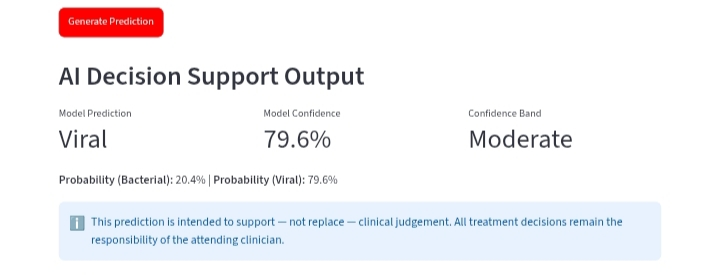 Generate Prediction
AI Decision Support Output
Model Prediction
Model Confidence
Confidence Band
Viral
79.6%
Moderate
Probability (Bacterial): 20.4% | Probability (Viral): 79.6%
This prediction is intended to support — not replace — clinical judgement. All treatment decisions remain the
responsibility of the attending clinician.